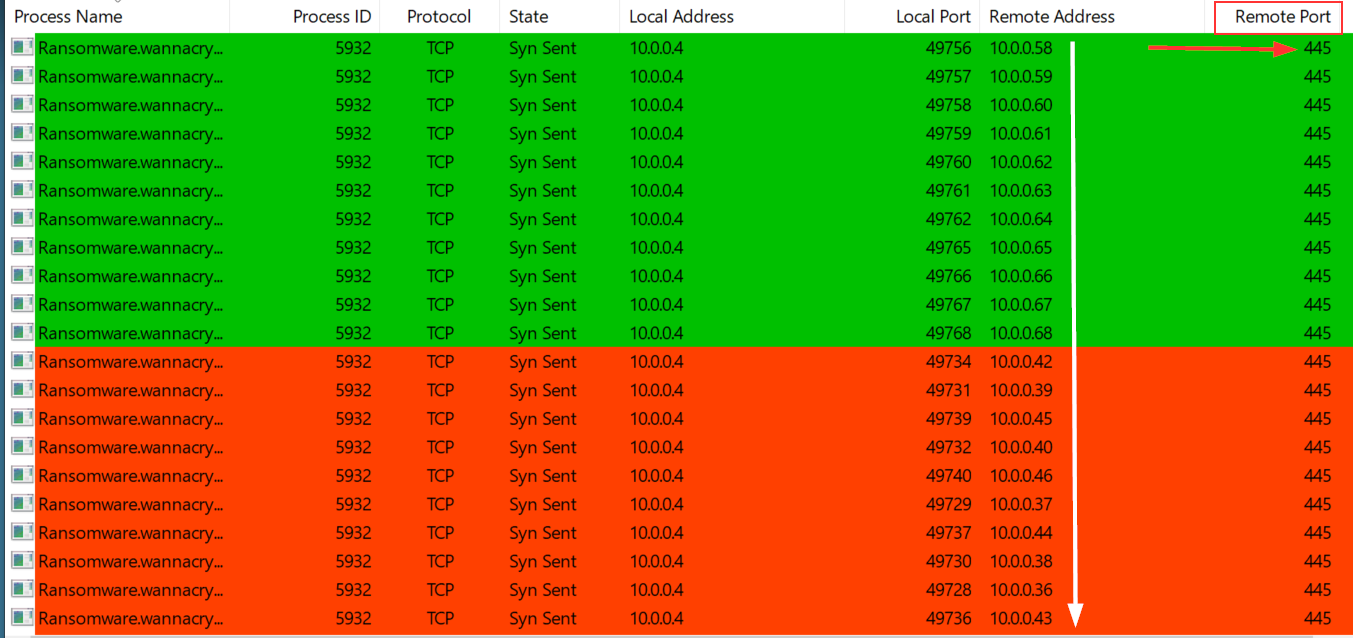 Process Name Process ID Protocol State Local Address Local Port Remote Address Remote Port
Ransomware.wannacry... 5932 TCP Syn Sent 10.0.0.4 49756 10.0.0.58 445
Ransomware.wannacry... 5932 TCP Syn Sent 10.0.0.4 49757 10.0.0.59 445
Ransomware.wannacry... 5932 TCP Syn Sent 10.0.0.4 49758 10.0.0.60 445
Ransomware.wannacry... 5932 TCP Syn Sent 10.0.0.4 49759 10.0.0.61 445
Ransomware.wannacry... 5932 TCP Syn Sent 10.0.0.4 49760 10.0.0.62 445
Ransomware.wannacry... 5932 TCP Syn Sent 10.0.0.4 49761 10.0.0.63 445
Ransomware.wannacry... 5932 TCP Syn Sent 10.0.0.4 49762 10.0.0.64 445
Ransomware.wannacry... 5932 TCP Syn Sent 10.0.0.4 49765 10.0.0.65 445
Ransomware.wannacry... 5932 TCP Syn Sent 10.0.0.4 49766 10.0.0.66 445
Ransomware.wannacry... 5932 TCP Syn Sent 10.0.0.4 49767 10.0.0.67 445
Ransomware.wannacry... 5932 TCP Syn Sent 10.0.0.4 49768 10.0.0.68 445
Ransomware.wannacry... 5932 TCP Syn Sent 10.0.0.4 49734 10.0.0.42 445
Ransomware.wannacry... 5932 TCP Syn Sent 10.0.0.4 49731 10.0.0.39 445
Ransomware.wannacry... 5932 TCP Syn Sent 10.0.0.4 49739 10.0.0.45 445
Ransomware.wannacry... 5932 TCP Syn Sent 10.0.0.4 49732 10.0.0.40 445
Ransomware.wannacry... 5932 TCP Syn Sent 10.0.0.4 49740 10.0.0.46 445
Ransomware.wannacry... 5932 TCP Syn Sent 10.0.0.4 49729 10.0.0.37 445
Ransomware.wannacry... 5932 TCP Syn Sent 10.0.0.4 49737 10.0.0.44 445
Ransomware.wannacry... 5932 TCP Syn Sent 10.0.0.4 49730 10.0.0.38 445
Ransomware.wannacry... 5932 TCP Syn Sent 10.0.0.4 49728 10.0.0.36 445
Ransomware.wannacry... 5932 TCP Syn Sent 10.0.0.4 49736 10.0.0.43 445